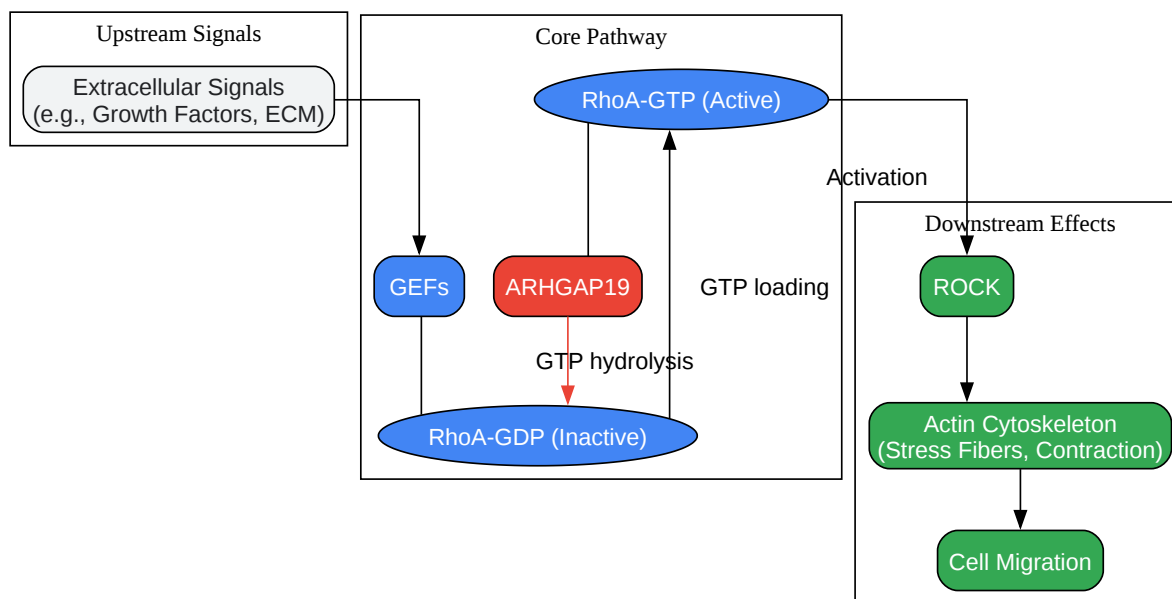 Upstream Signals
Extracellular Signals
(e.g., Growth Factors, ECM)
Core Pathway
RhoA-GTP (Active)
Activation
GEFs
ARHGAP19
GTP loading
GTP hydrolysis
RhoA-GDP (Inactive)
Downstream Effects
ROCK
Actin Cytoskeleton
(Stress Fibers, Contraction)
Cell Migration